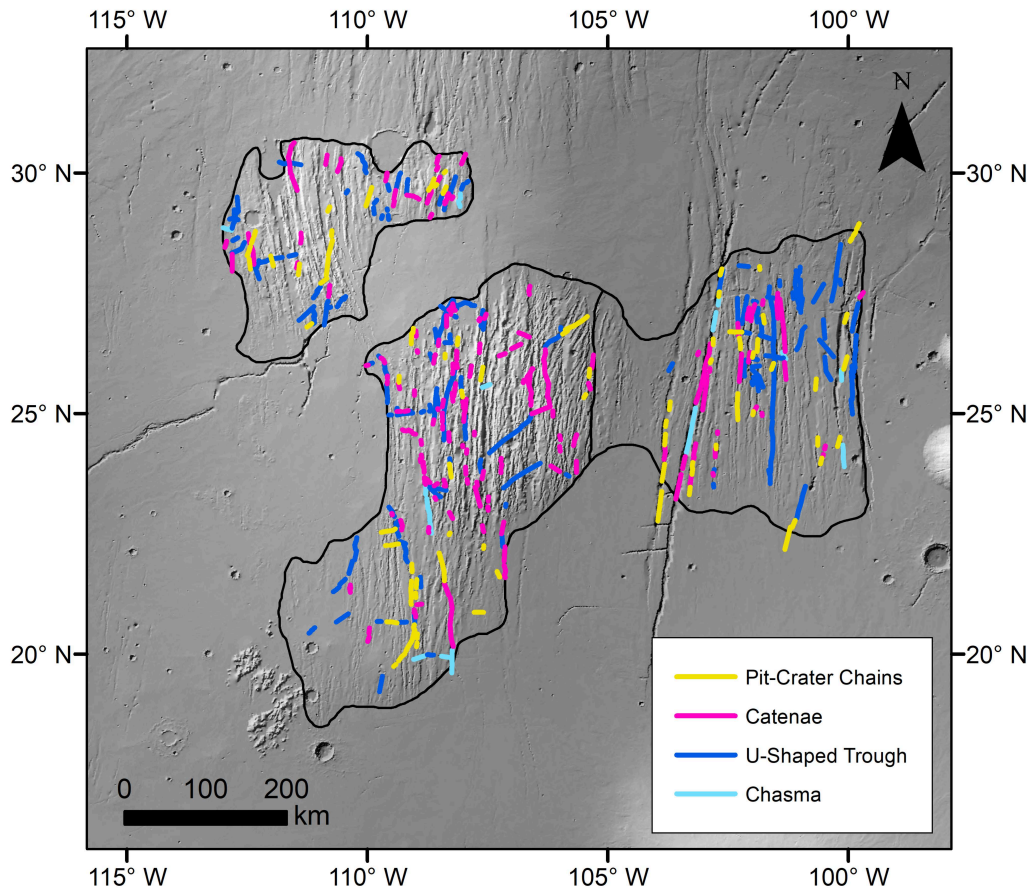 115° W 110° W 105° W 100° W
N
30° N 30° N
25° N 25° N
20° N 20° N
Pit-Crater Chains
Catenae
U-Shaped Trough
Chasma
0 100 200
km
115° W 110° W 105° W 100° W